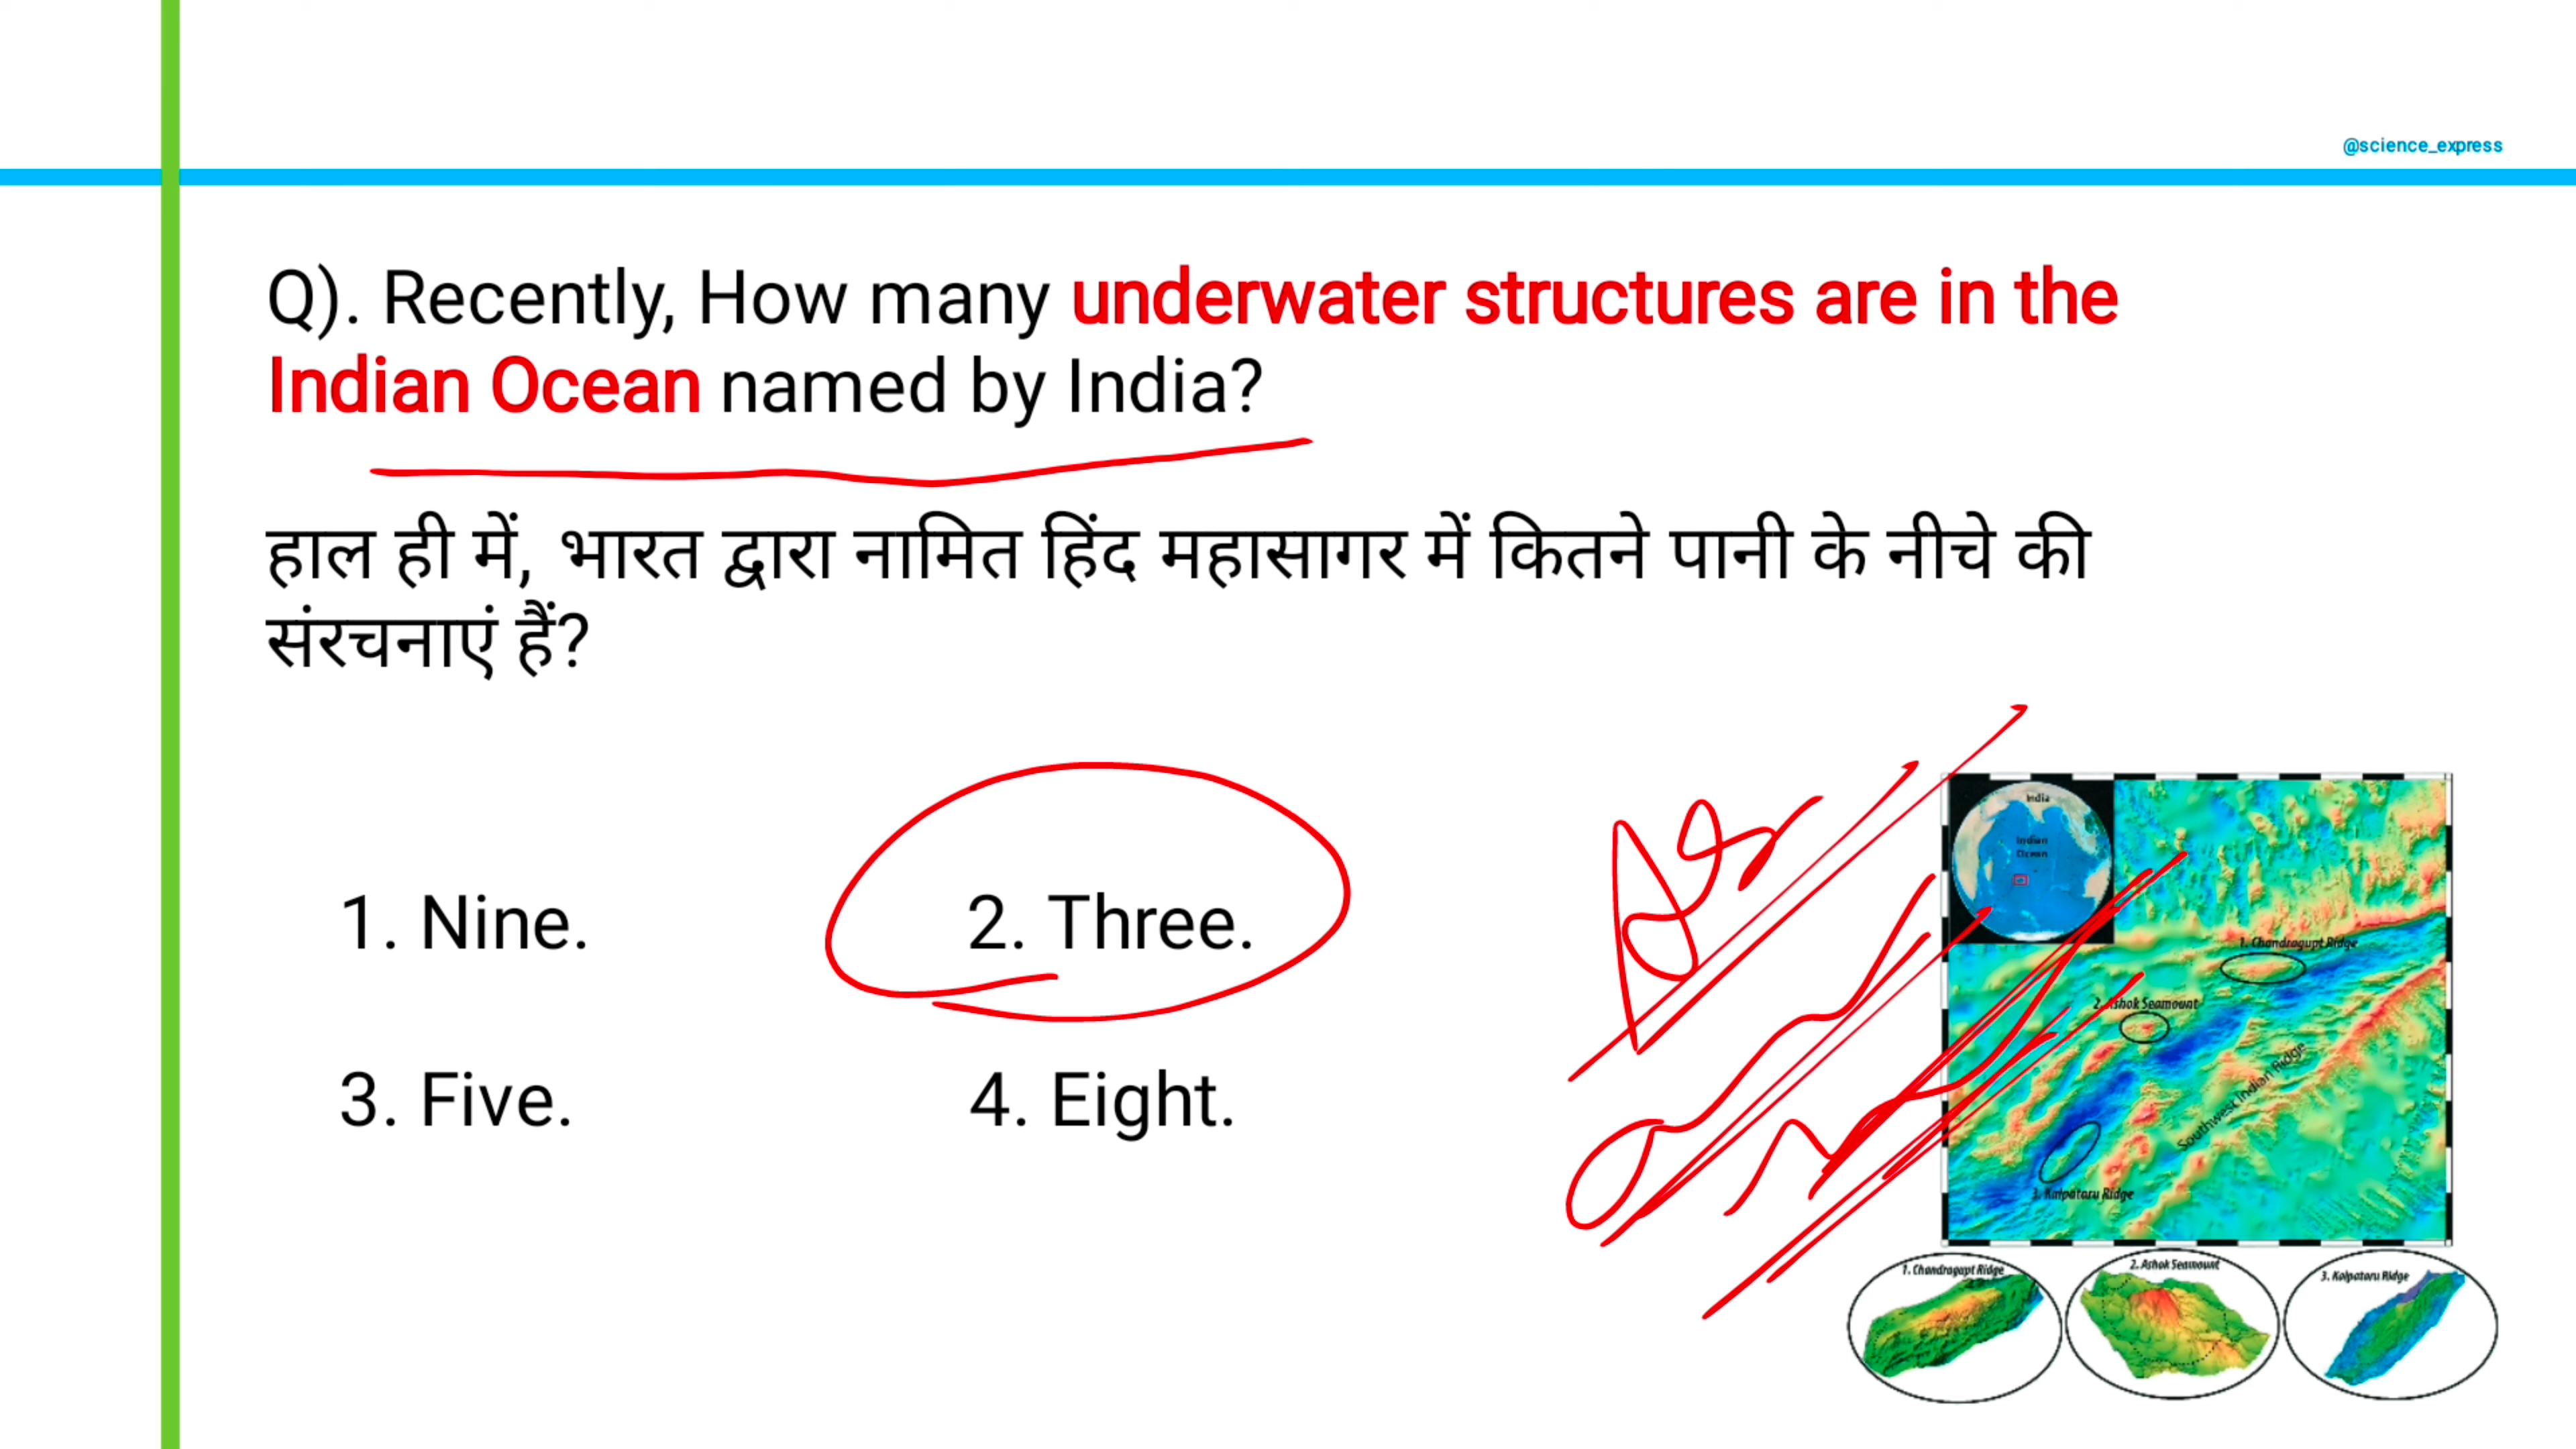 @science_express
Q). Recently, How many underwater structures are in the
Indian Ocean named by India?
हाल ही में, भारत द्वारा नामित हिंद महासागर में कितने पानी के नीचे की
संरचनाएं हैं?
1. Nine.
2. Three.
3. Five.
4. Eight.
India
Indian
Ocean
1. Chandragupt Ridge
2. Ashok Seamount
Southwest Indian Ridge
3. Kalpataru Ridge
1. Chandragupt Ridge
2. Ashok Seamount
3. Kalpataru Ridge